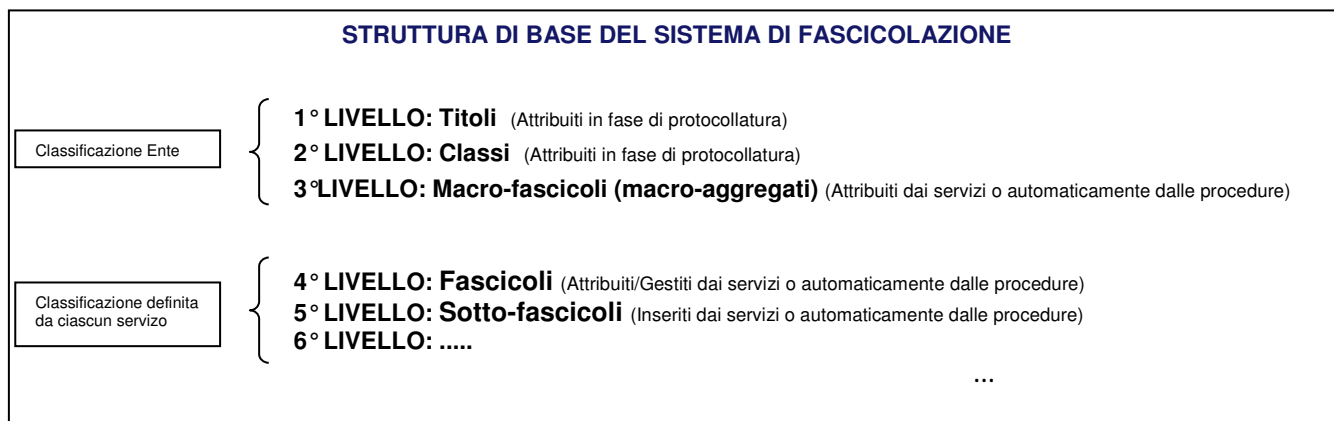 STRUTTURA DI BASE DEL SISTEMA DI FASCICOLAZIONE
Classificazione Ente
1° LIVELLO: Titoli (Attribuiti in fase di protocollatura)
2° LIVELLO: Classi (Attribuiti in fase di protocollatura)
3°LIVELLO: Macro-fascicoli (macro-aggregati) (Attribuiti dai servizi o automaticamente dalle procedure)
Classificazione definita
da ciascun servizo
4° LIVELLO: Fascicoli (Attribuiti/Gestiti dai servizi o automaticamente dalle procedure)
5° LIVELLO: Sotto-fascicoli (Inseriti dai servizi o automaticamente dalle procedure)
6° LIVELLO: .....
...